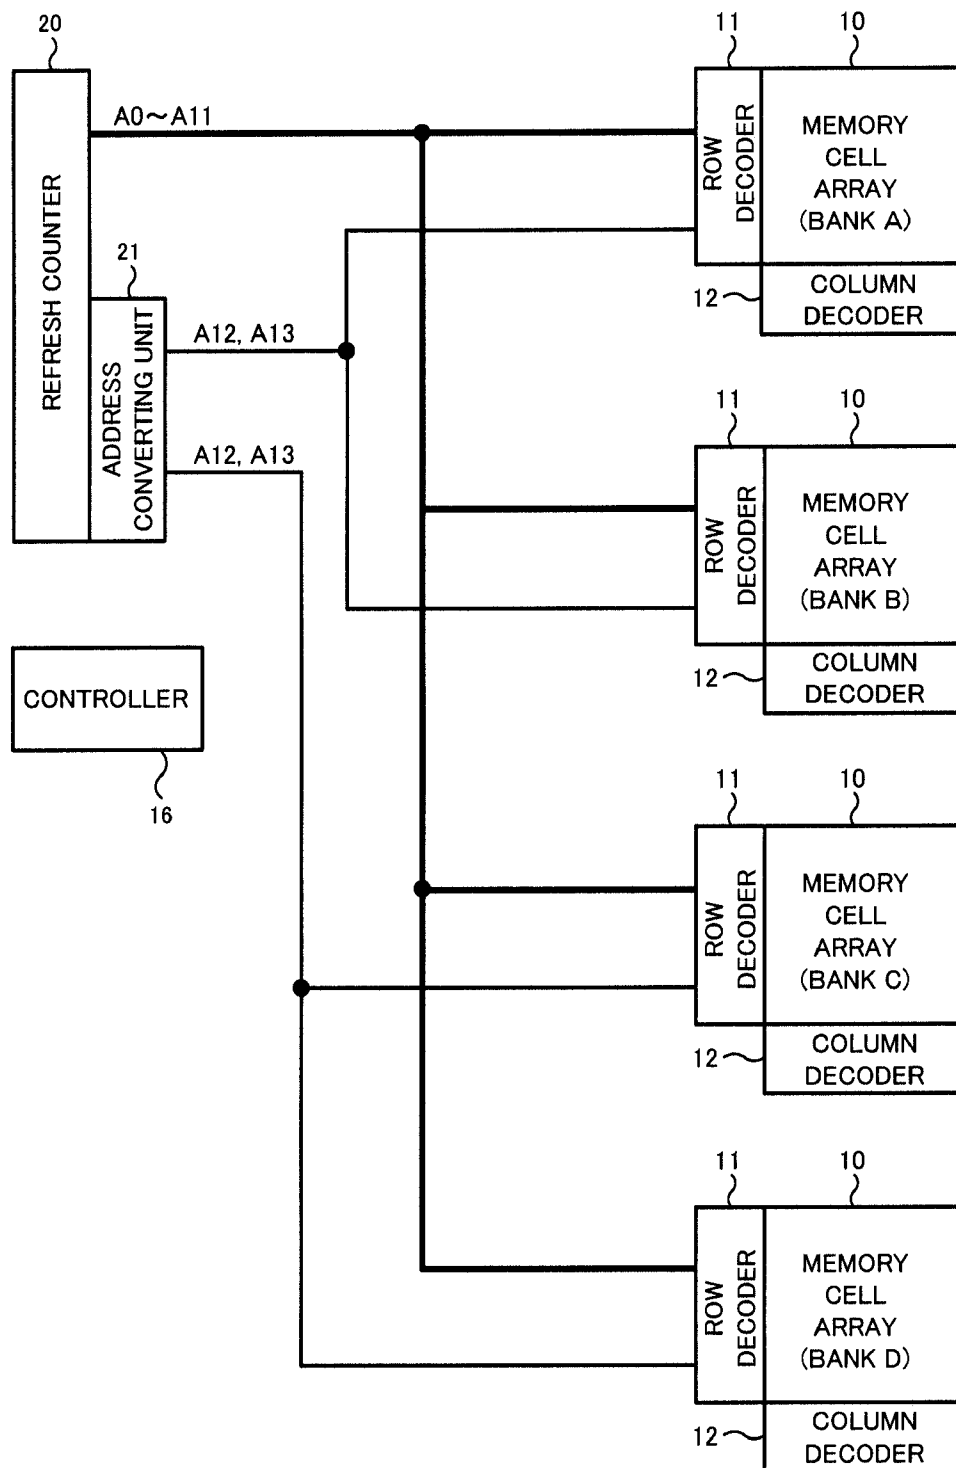 20
REFRESH COUNTER
A0~A11
21
ADDRESS
CONVERTING UNIT
A12, A13
A12, A13
CONTROLLER
16
11
10
ROW
DECODER
MEMORY
CELL
ARRAY
(BANK A)
12
COLUMN
DECODER
11
10
ROW
DECODER
MEMORY
CELL
ARRAY
(BANK B)
12
COLUMN
DECODER
11
10
ROW
DECODER
MEMORY
CELL
ARRAY
(BANK C)
12
COLUMN
DECODER
11
10
ROW
DECODER
MEMORY
CELL
ARRAY
(BANK D)
12
COLUMN
DECODER